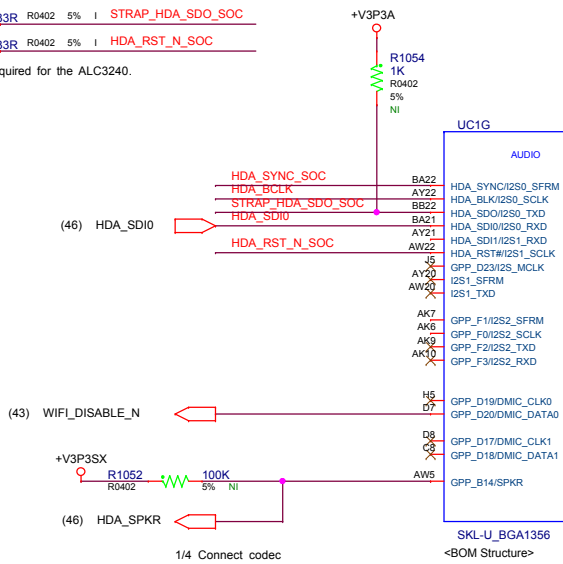 33R R0402 5% NI STRAP_HDA_SDO_SOC
33R R0402 5% I HDA_RST_N_SOC
quired for the ALC3240.
+V3P3A
R1054
1K
R0402
5%
NI
UC1G
AUDIO
HDA_SYNC_SOC BA22 HDA_SYNC/I2S0_SFRM
HDA_BCLK AY22 HDA_BLK/I2S0_SCLK
STRAP_HDA_SDO_SOC BB22 HDA_SDO/I2S0_TXD
(46) HDA_SDI0 HDA_SDI0 BA21 HDA_SDI0/I2S0_RXD
AY21 HDA_SDI1/I2S1_RXD
HDA_RST_N_SOC AW22 HDA_RST#/I2S1_SCLK
J5 GPP_D23/I2S_MCLK
AY20 I2S1_SFRM
AW20 I2S1_TXD
AK7 GPP_F1/I2S2_SFRM
AK6 GPP_F0/I2S2_SCLK
AK9 GPP_F2/I2S2_TXD
AK10 GPP_F3/I2S2_RXD
H5 GPP_D19/DMIC_CLK0
(43) WIFI_DISABLE_N D7 GPP_D20/DMIC_DATA0
D8 GPP_D17/DMIC_CLK1
C8 GPP_D18/DMIC_DATA1
+V3P3SX
R1052 100K
R0402 5% NI
AW5 GPP_B14/SPKR
(46) HDA_SPKR
SKL-U_BGA1356
1/4 Connect codec
<BOM Structure>